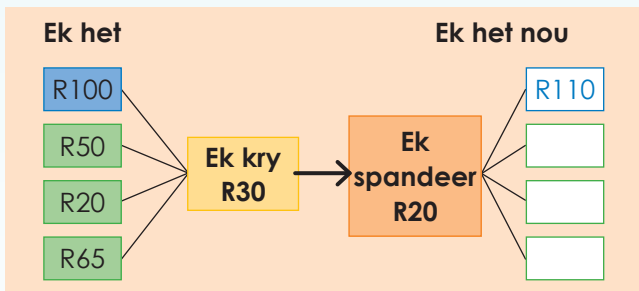 Ek het
Ek het nou
R100
R50
R20
R65
Ek kry
R30
Ek
spandeer
R20
R110